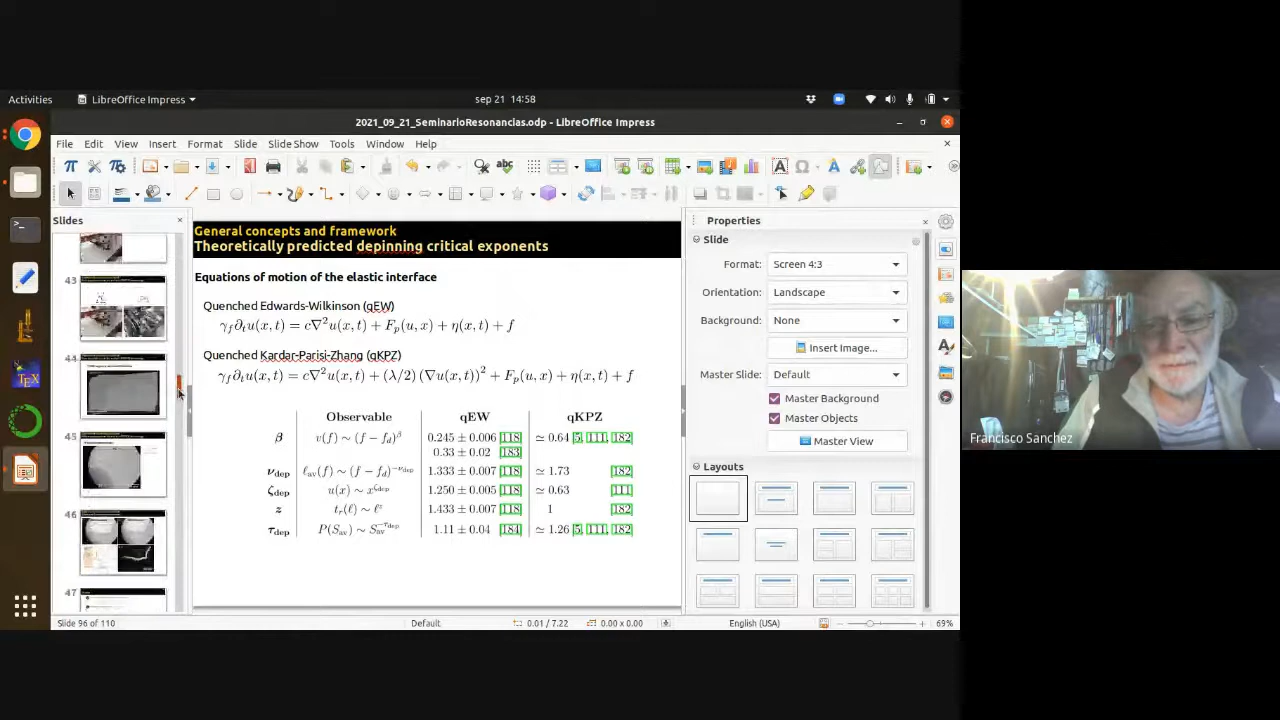 Activities
LibreOffice Impress
sep 21 14:58
2021_09_21_SeminarioResonancias.odp - LibreOffice Impress
File Edit View Insert Format Slide Slide Show Tools Window Help
Slides
43
44
45
46
47
General concepts and framework
Theoretically predicted depinning critical exponents
Equations of motion of the elastic interface
Quenched Edwards-Wilkinson (qEW)
γ_f ∂_t u(x, t) = c∇²u(x, t) + F_p(u, x) + η(x, t) + f
Quenched Kardar-Parisi-Zhang (qKPZ)
γ_f ∂_t u(x, t) = c∇²u(x, t) + (λ/2) (∇u(x, t))² + F_p(u, x) + η(x, t) + f
Observable qEW qKPZ
β v(f) ∼ (f − f_d)^β 0.245 ± 0.006 [118] ≃ 0.64 [5, 111, 182]
0.33 ± 0.02 [183]
ν_dep ℓ_av(f) ∼ (f − f_d)^−ν_dep 1.333 ± 0.007 [118] ≃ 1.73 [182]
ζ_dep u(x) ∼ x^ζ_dep 1.250 ± 0.005 [118] ≃ 0.63 [111]
z t_r(ℓ) ∼ ℓ^z 1.433 ± 0.007 [118] [182]
τ_dep P(S_av) ∼ S_av^−τ_dep 1.11 ± 0.04 [184] ≃ 1.26 [5, 111, 182]
Properties
Slide
Format: Screen 4:3
Orientation: Landscape
Background: None
Insert Image...
Master Slide: Default
Master Background
Master Objects
Master View
Layouts
Francisco Sanchez
Slide 96 of 110
Default
0.01 / 7.22
0.00 x 0.00
English (USA)
69%